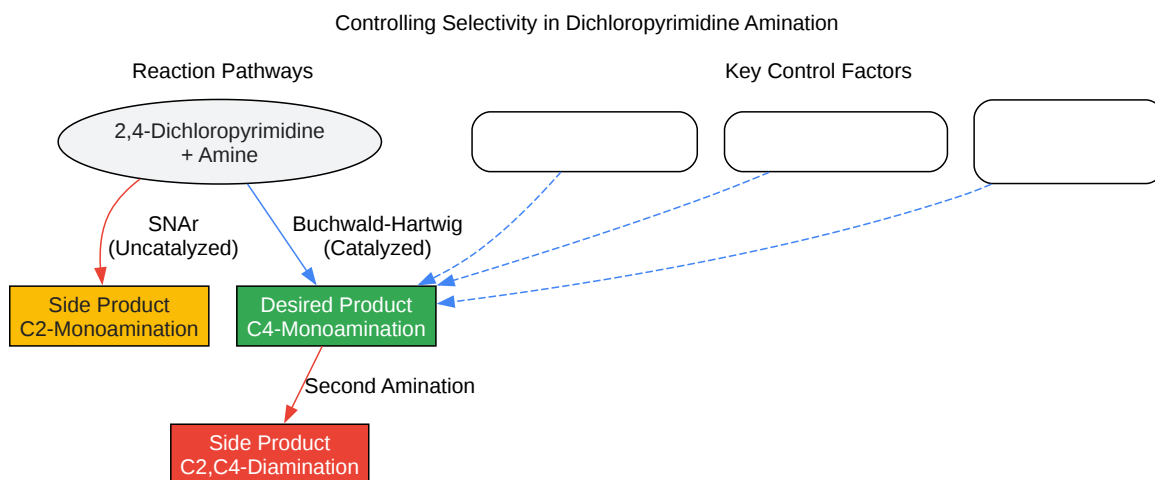 Controlling Selectivity in Dichloropyrimidine Amination
Reaction Pathways
Key Control Factors
2,4-Dichloropyrimidine
+ Amine
SNAr
(Uncatalyzed)
Buchwald-Hartwig
(Catalyzed)
Side Product
C2-Monoamination
Desired Product
C4-Monoamination
Second Amination
Side Product
C2,C4-Diamination